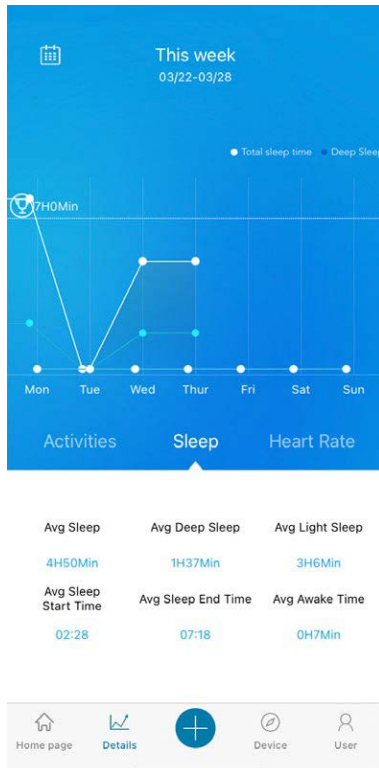 This week
03/22-03/28
Total sleep time Deep Sleep
7H0Min
Mon Tue Wed Thur Fri Sat Sun
Activities Sleep Heart Rate
Avg Sleep Avg Deep Sleep Avg Light Sleep
4H50Min 1H37Min 3H6Min
Avg Sleep
Start Time Avg Sleep End Time Avg Awake Time
02:28 07:18 0H7Min
Home page Details Device User